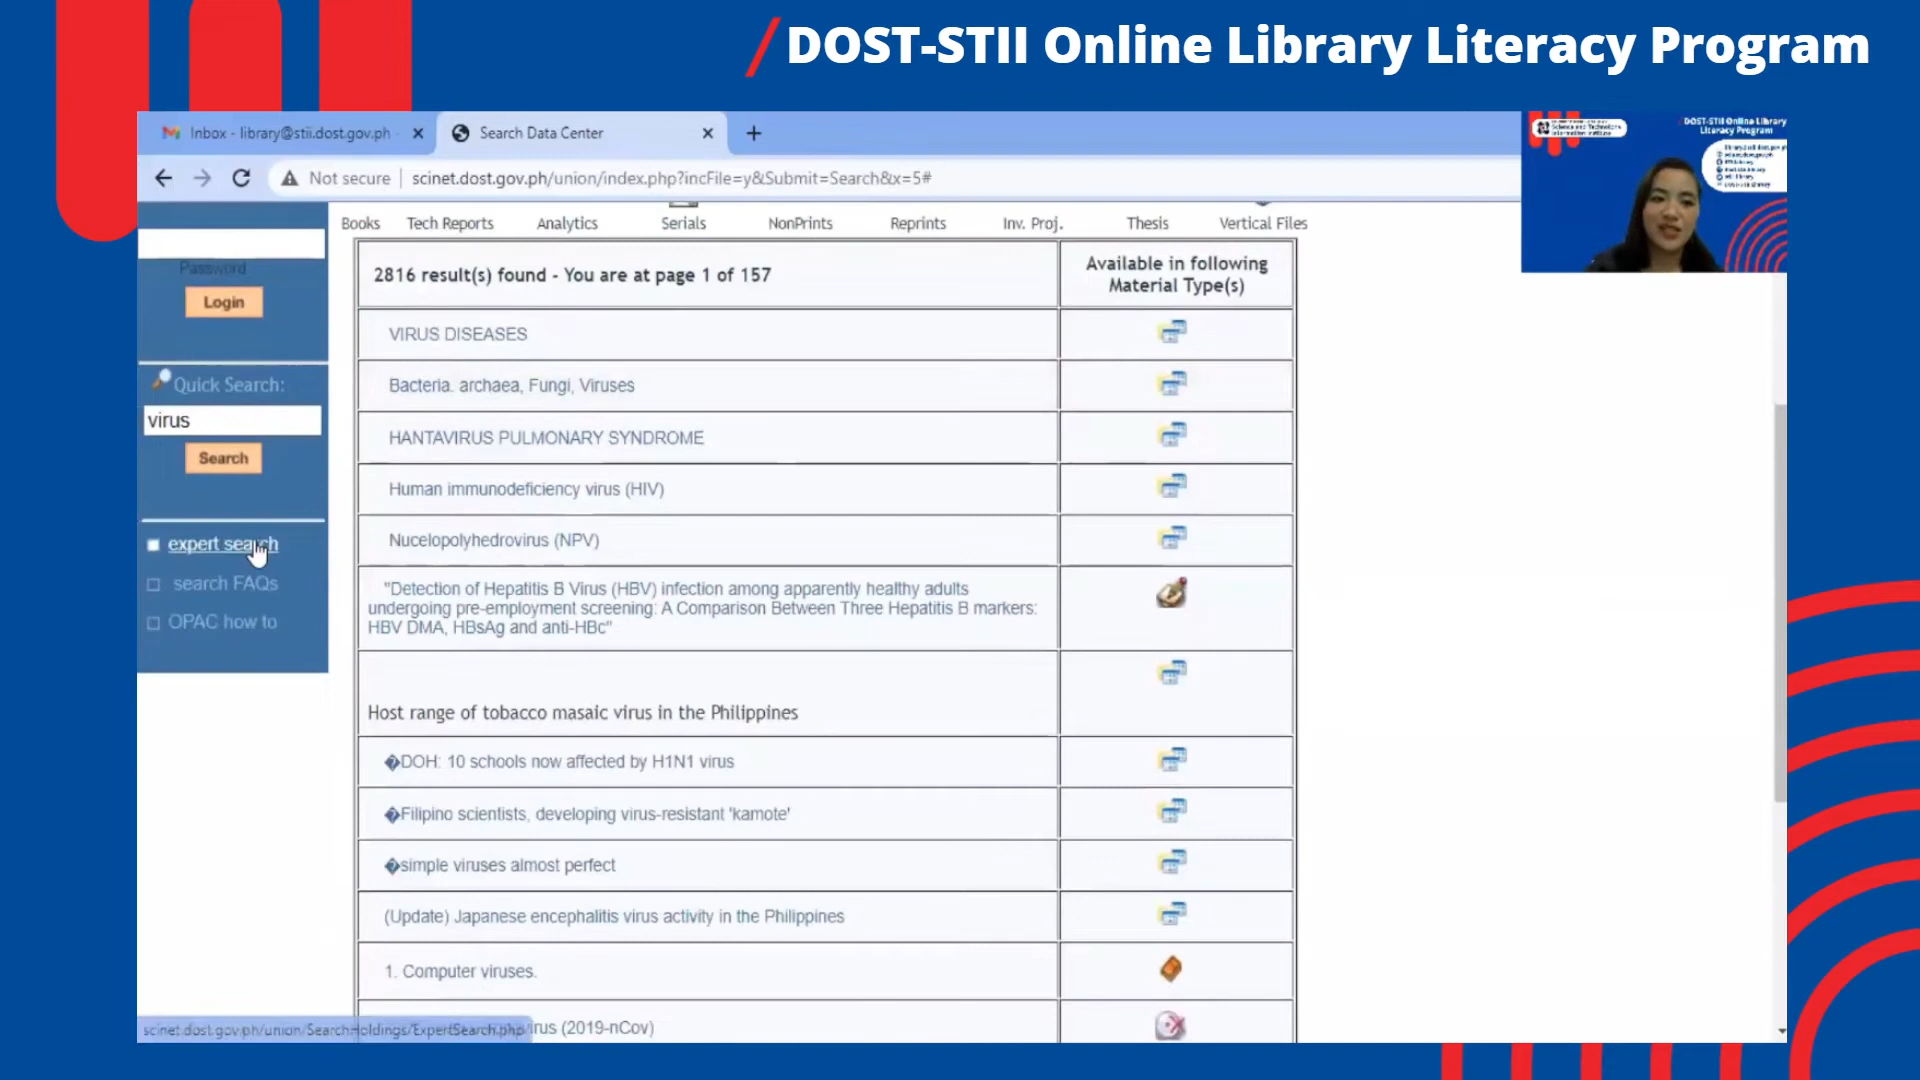 DOST-STII Online Library Literacy Program
Inbox - library@stii.dost.gov.ph
Search Data Center
Not secure
scinet.dost.gov.ph/union/index.php?incFile=y&Submit=Search&x=5#
DOST-STII Online Library
Literacy Program
Science and Technology
Information Institute
Books
Tech Reports
Analytics
Serials
NonPrints
Reprints
Inv. Proj.
Thesis
Vertical Files
Password
Login
Quick Search:
virus
Search
expert search
search FAQs
OPAC how to
2816 result(s) found - You are at page 1 of 157
Available in following
Material Type(s)
VIRUS DISEASES
Bacteria. archaea, Fungi, Viruses
HANTAVIRUS PULMONARY SYNDROME
Human immunodeficiency virus (HIV)
Nucelopolyhedrovirus (NPV)
"Detection of Hepatitis B Virus (HBV) infection among apparently healthy adults
undergoing pre-employment screening: A Comparison Between Three Hepatitis B markers:
HBV DMA, HBsAg and anti-HBc"
Host range of tobacco masaic virus in the Philippines
�DOH: 10 schools now affected by H1N1 virus
�Filipino scientists, developing virus-resistant 'kamote'
�simple viruses almost perfect
(Update) Japanese encephalitis virus activity in the Philippines
1. Computer viruses.
irus (2019-nCov)
scinet.dost.gov.ph/union/SearchHoldings/ExpertSearch.php